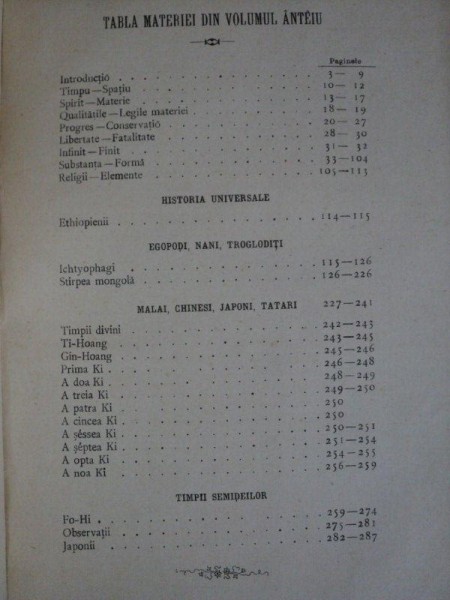 TABLA MATERIEI DIN VOLUMUL ÂNTĔIU
Paginele
Introducţio . . . . . . . . . . 3— 9
Timpu—Spaţiu . . . . . . . . . . 10— 12
Spirit—Materie . . . . . . . . . . 13— 17
Qualităţile—Legile materiei . . . . . . . . . . 18— 19
Progres—Conservaţio . . . . . . . . . . 20— 27
Libertate—Fatalitate . . . . . . . . . . 28— 30
Infinit—Finit . . . . . . . . . . 31— 32
Substanţa—Formă . . . . . . . . . . 33—104
Religii—Elemente . . . . . . . . . . 105—113
HISTORIA UNIVERSALE
Ethiopienii . . . . . . . . . . 114—115
EGOPODI, NANI, TROGLODIŢI
Ichtyophagi . . . . . . . . . . 115—126
Stirpea mongolă . . . . . . . . . . 126—226
MALAI, CHINESI, JAPONI, TATARI 227—241
Timpii divini . . . . . . . . . . 242—243
Ti-Hoang . . . . . . . . . . 243—245
Gin-Hoang . . . . . . . . . . 245—246
Prima Ki . . . . . . . . . . 246—248
A doa Ki . . . . . . . . . . 248—249
A treia Ki . . . . . . . . . . 249—250
A patra Ki . . . . . . . . . . 250
A cincea Ki . . . . . . . . . . 250
A şéssea Ki . . . . . . . . . . 250—251
A şéptea Ki . . . . . . . . . . 251—254
A opta Ki . . . . . . . . . . 254—255
A noa Ki . . . . . . . . . . 256—259
TIMPII SEMIDEILOR
Fo-Hi . . . . . . . . . . 259—274
Observaţii . . . . . . . . . . 275—281
Japonii . . . . . . . . . . 282—287